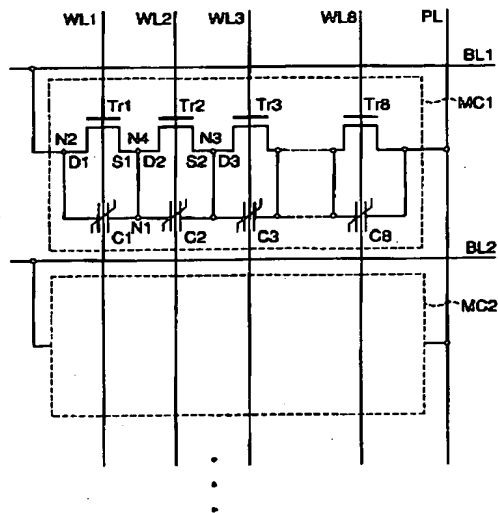 WL1 WL2 WL3 WL8 PL
BL1
MC1
Tr1 Tr2 Tr3 Tr8
N2 N4 N3
D1 S1 D2 S2 D3
N1
C1 C2 C3 C8
BL2
MC2